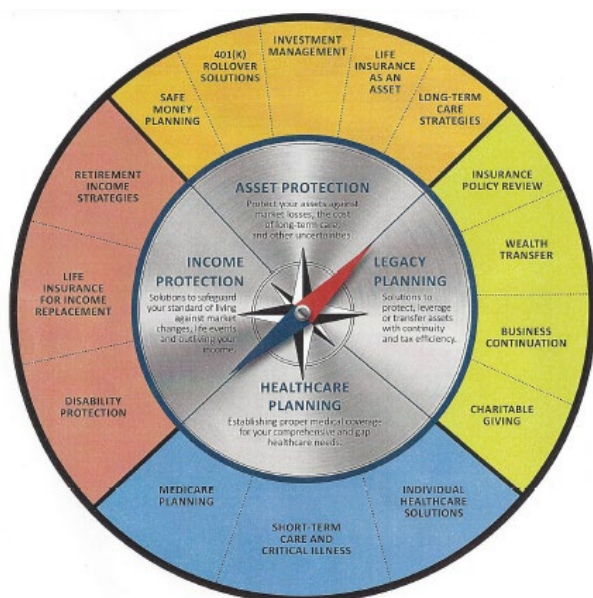 INVESTMENT
MANAGEMENT
401(K)
ROLLOVER
SOLUTIONS
LIFE
INSURANCE
AS AN
ASSET
SAFE
MONEY
PLANNING
LONG-TERM
CARE
STRATEGIES
RETIREMENT
INCOME
STRATEGIES
LIFE
INSURANCE
FOR INCOME
REPLACEMENT
DISABILITY
PROTECTION
INSURANCE
POLICY REVIEW
WEALTH
TRANSFER
BUSINESS
CONTINUATION
CHARITABLE
GIVING
MEDICARE
PLANNING
SHORT-TERM
CARE AND
CRITICAL ILLNESS
INDIVIDUAL
HEALTHCARE
SOLUTIONS
ASSET PROTECTION
Protect your assets against
market losses, the cost
of long-term care,
and other uncertainties.
INCOME
PROTECTION
Solutions to safeguard
your standard of living
against market
changes, life events
and outliving your
income.
LEGACY
PLANNING
Solutions to
protect, leverage
or transfer assets
with continuity
and tax efficiency.
HEALTHCARE
PLANNING
Establishing proper medical coverage
for your comprehensive and gap
healthcare needs.